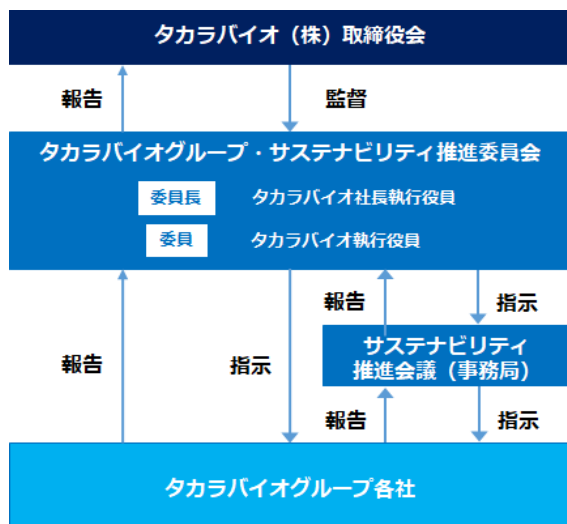 タカラバイオ（株）取締役会
報告
監督
タカラバイオグループ・サステナビリティ推進委員会
委員長 タカラバイオ社長執行役員
委員 タカラバイオ執行役員
報告
指示
報告
指示
サステナビリティ
推進会議（事務局）
報告
指示
タカラバイオグループ各社